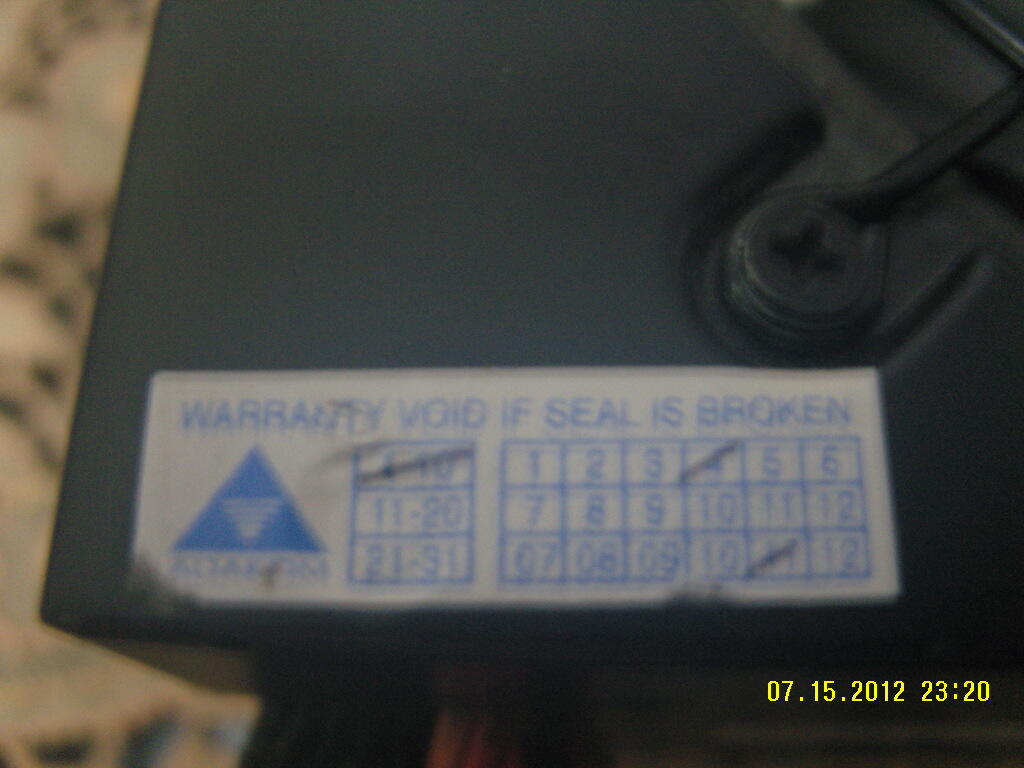 WARRANTY VOID IF SEAL IS BROKEN
1-10 1 2 3 4 5 6
11-20 7 8 9 10 11 12
21-31 07 08 09 10 11 12
07.15.2012 23:20